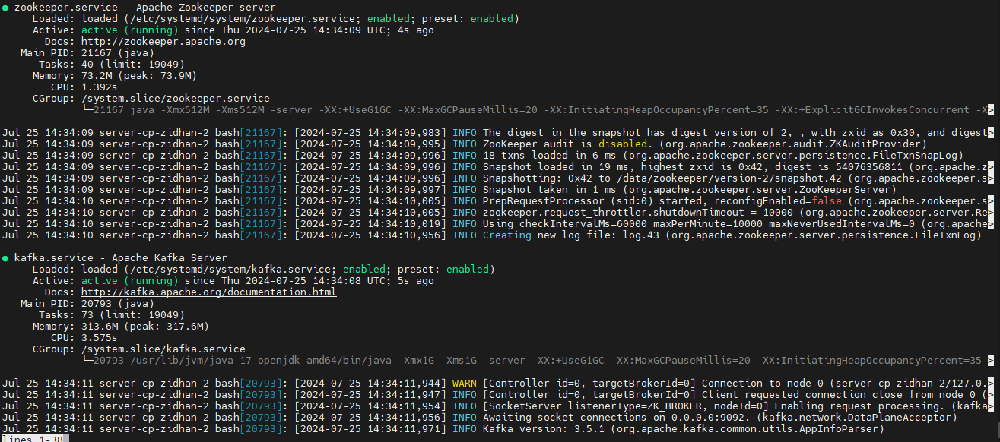 ● zookeeper.service - Apache Zookeeper server
Loaded: loaded (/etc/systemd/system/zookeeper.service; enabled; preset: enabled)
Active: active (running) since Thu 2024-07-25 14:34:09 UTC; 4s ago
Docs: http://zookeeper.apache.org
Main PID: 21167 (java)
Tasks: 40 (limit: 19049)
Memory: 73.2M (peak: 73.9M)
CPU: 1.392s
CGroup: /system.slice/zookeeper.service
└─21167 java -Xmx512M -Xms512M -server -XX:+UseG1GC -XX:MaxGCPauseMillis=20 -XX:InitiatingHeapOccupancyPercent=35 -XX:+ExplicitGCInvokesConcurrent -X>
Jul 25 14:34:09 server-cp-zidhan-2 bash[21167]: [2024-07-25 14:34:09,983] INFO The digest in the snapshot has digest version of 2, , with zxid as 0x30, and digest>
Jul 25 14:34:09 server-cp-zidhan-2 bash[21167]: [2024-07-25 14:34:09,995] INFO ZooKeeper audit is disabled. (org.apache.zookeeper.audit.ZKAuditProvider)
Jul 25 14:34:09 server-cp-zidhan-2 bash[21167]: [2024-07-25 14:34:09,996] INFO 18 txns loaded in 6 ms (org.apache.zookeeper.server.persistence.FileTxnSnapLog)
Jul 25 14:34:09 server-cp-zidhan-2 bash[21167]: [2024-07-25 14:34:09,996] INFO Snapshot loaded in 19 ms, highest zxid is 0x42, digest is 54076356811 (org.apache.z>
Jul 25 14:34:09 server-cp-zidhan-2 bash[21167]: [2024-07-25 14:34:09,996] INFO Snapshotting: 0x42 to /data/zookeeper/version-2/snapshot.42 (org.apache.zookeeper.s>
Jul 25 14:34:09 server-cp-zidhan-2 bash[21167]: [2024-07-25 14:34:09,997] INFO Snapshot taken in 1 ms (org.apache.zookeeper.server.ZooKeeperServer)
Jul 25 14:34:10 server-cp-zidhan-2 bash[21167]: [2024-07-25 14:34:10,005] INFO PrepRequestProcessor (sid:0) started, reconfigEnabled=false (org.apache.zookeeper.s>
Jul 25 14:34:10 server-cp-zidhan-2 bash[21167]: [2024-07-25 14:34:10,005] INFO zookeeper.request_throttler.shutdownTimeout = 10000 (org.apache.zookeeper.server.Re>
Jul 25 14:34:10 server-cp-zidhan-2 bash[21167]: [2024-07-25 14:34:10,019] INFO Using checkIntervalMs=60000 maxPerMinute=10000 maxNeverUsedIntervalMs=0 (org.apache>
Jul 25 14:34:10 server-cp-zidhan-2 bash[21167]: [2024-07-25 14:34:10,956] INFO Creating new log file: log.43 (org.apache.zookeeper.server.persistence.FileTxnLog)
● kafka.service - Apache Kafka Server
Loaded: loaded (/etc/systemd/system/kafka.service; enabled; preset: enabled)
Active: active (running) since Thu 2024-07-25 14:34:08 UTC; 5s ago
Docs: http://kafka.apache.org/documentation.html
Main PID: 20793 (java)
Tasks: 73 (limit: 19049)
Memory: 313.6M (peak: 317.6M)
CPU: 3.575s
CGroup: /system.slice/kafka.service
└─20793 /usr/lib/jvm/java-17-openjdk-amd64/bin/java -Xmx1G -Xms1G -server -XX:+UseG1GC -XX:MaxGCPauseMillis=20 -XX:InitiatingHeapOccupancyPercent=35 >
Jul 25 14:34:11 server-cp-zidhan-2 bash[20793]: [2024-07-25 14:34:11,944] WARN [Controller id=0, targetBrokerId=0] Connection to node 0 (server-cp-zidhan-2/127.0.>
Jul 25 14:34:11 server-cp-zidhan-2 bash[20793]: [2024-07-25 14:34:11,947] INFO [Controller id=0, targetBrokerId=0] Client requested connection close from node 0 (>
Jul 25 14:34:11 server-cp-zidhan-2 bash[20793]: [2024-07-25 14:34:11,954] INFO [SocketServer listenerType=ZK_BROKER, nodeId=0] Enabling request processing. (kafka>
Jul 25 14:34:11 server-cp-zidhan-2 bash[20793]: [2024-07-25 14:34:11,956] INFO Awaiting socket connections on 0.0.0.0:9092. (kafka.network.DataPlaneAcceptor)
Jul 25 14:34:11 server-cp-zidhan-2 bash[20793]: [2024-07-25 14:34:11,971] INFO Kafka version: 3.5.1 (org.apache.kafka.common.utils.AppInfoParser)
lines 1-38